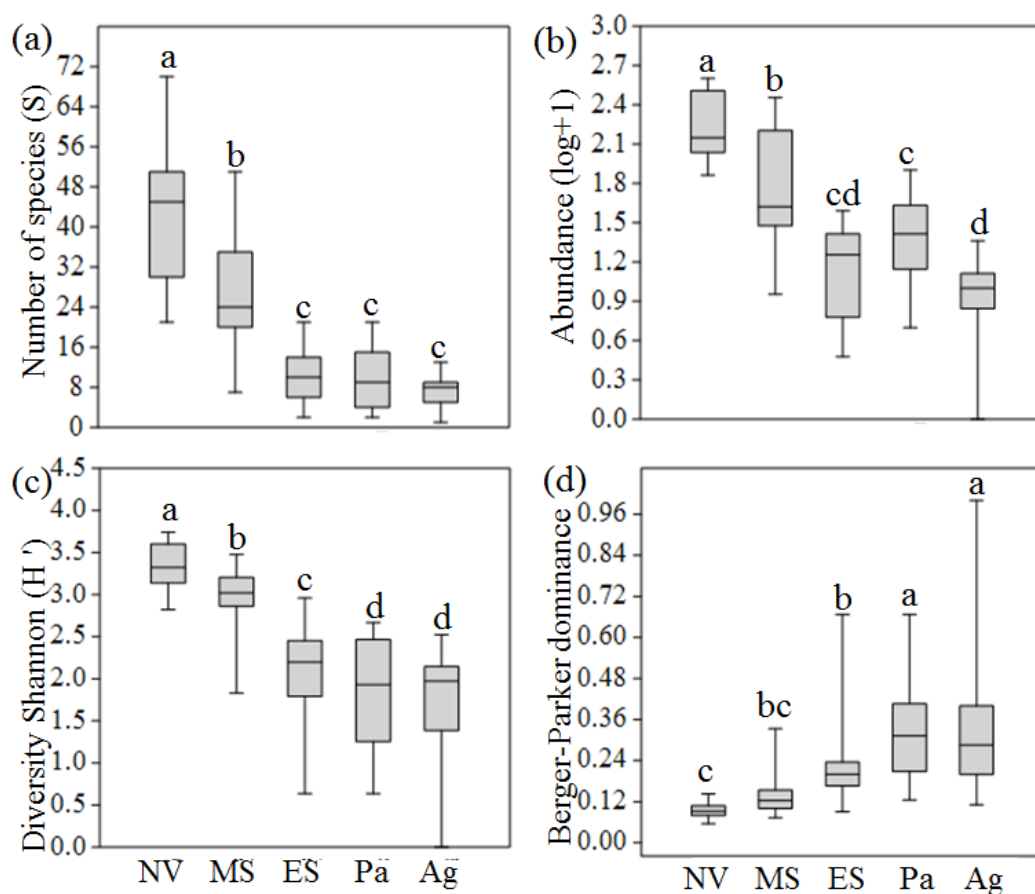 (a)
Number of species (S)
72
64
56
48
40
32
24
16
8
0
a
b
c
c
c
(b)
Abundance (log+1)
3.0
2.7
2.4
2.1
1.8
1.5
1.2
0.9
0.6
0.3
0.0
a
b
cd
c
d
(c)
Diversity Shannon (H ')
4.5
4.0
3.5
3.0
2.5
2.0
1.5
1.0
0.5
0.0
a
b
c
d
d
NV MS ES Pa Ag
(d)
Berger-Parker dominance
0.96
0.84
0.72
0.60
0.48
0.36
0.24
0.12
0.00
c
bc
b
a
a
NV MS ES Pa Ag